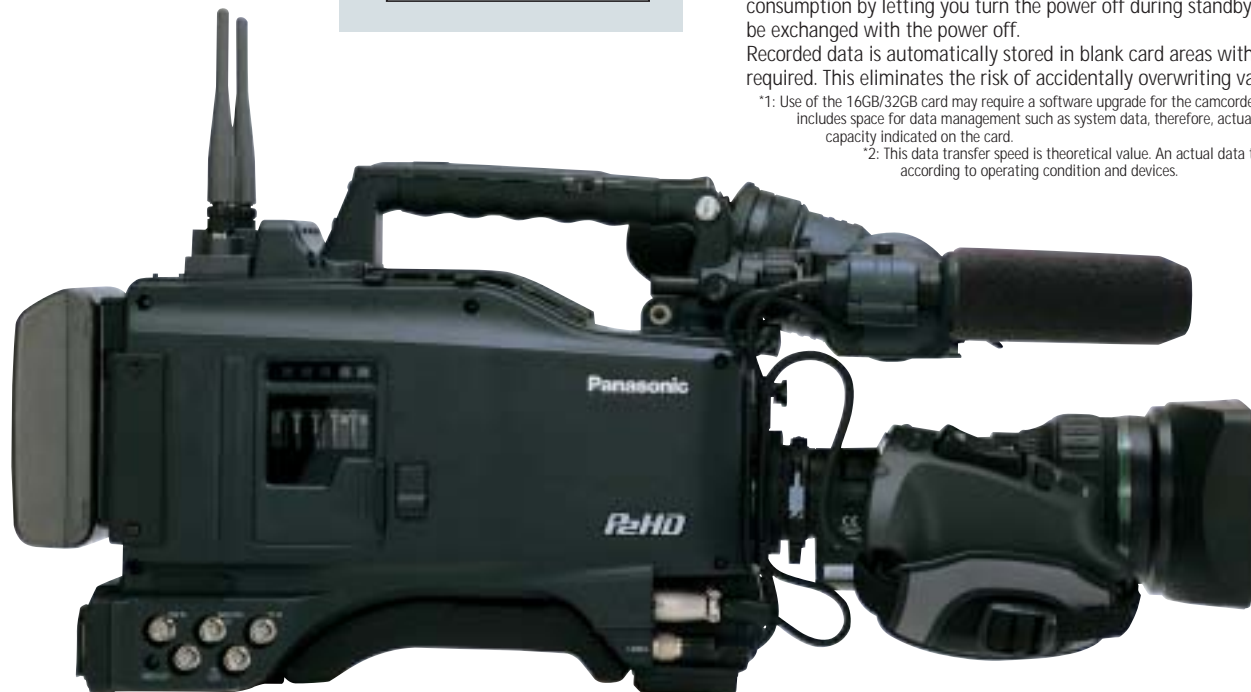 consumption by letting you turn the power off during standby
be exchanged with the power off.
Recorded data is automatically stored in blank card areas with
required. This eliminates the risk of accidentally overwriting va
*1: Use of the 16GB/32GB card may require a software upgrade for the camcorde
includes space for data management such as system data, therefore, actua
capacity indicated on the card.
*2: This data transfer speed is theoretical value. An actual data t
according to operating condition and devices.
Panasonic
P2HD